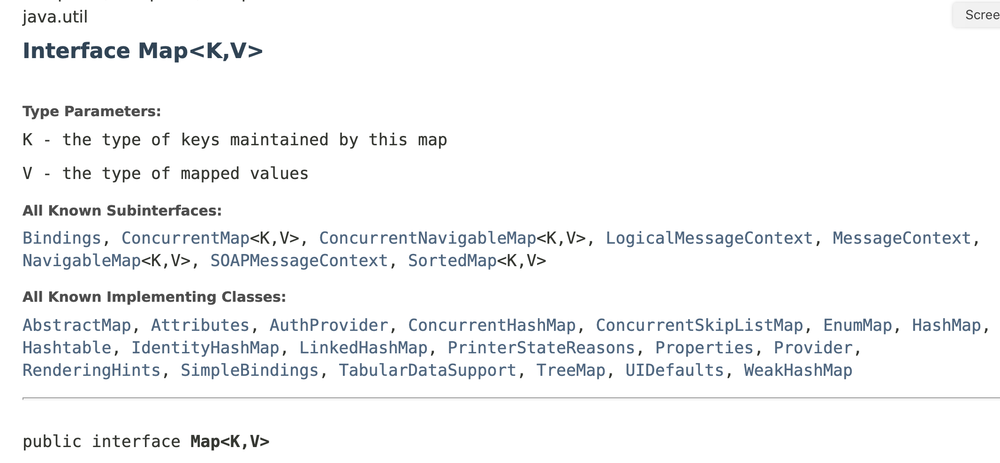 java.util
Scree
Interface Map<K,V>
Type Parameters:
K - the type of keys maintained by this map
V - the type of mapped values
All Known Subinterfaces:
Bindings, ConcurrentMap<K,V>, ConcurrentNavigableMap<K,V>, LogicalMessageContext, MessageContext,
NavigableMap<K,V>, SOAPMessageContext, SortedMap<K,V>
All Known Implementing Classes:
AbstractMap, Attributes, AuthProvider, ConcurrentHashMap, ConcurrentSkipListMap, EnumMap, HashMap,
Hashtable, IdentityHashMap, LinkedHashMap, PrinterStateReasons, Properties, Provider,
RenderingHints, SimpleBindings, TabularDataSupport, TreeMap, UIDefaults, WeakHashMap
public interface Map<K,V>